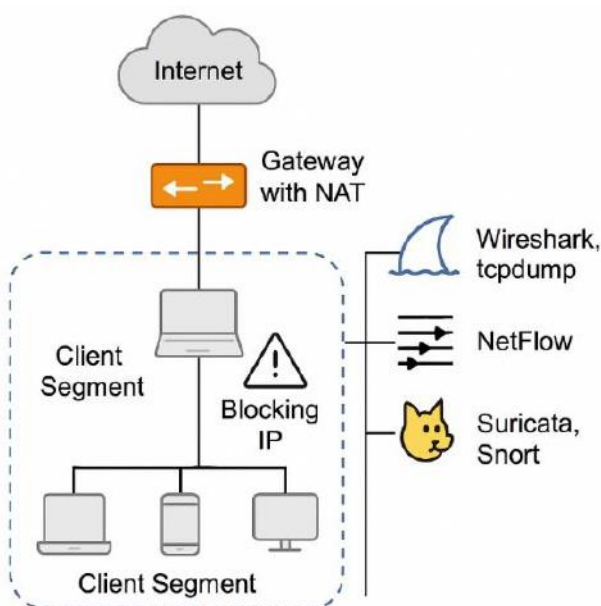 Internet
Gateway
with NAT
Wireshark,
tcpdump
Client
Segment
Blocking
IP
NetFlow
Suricata,
Snort
Client Segment